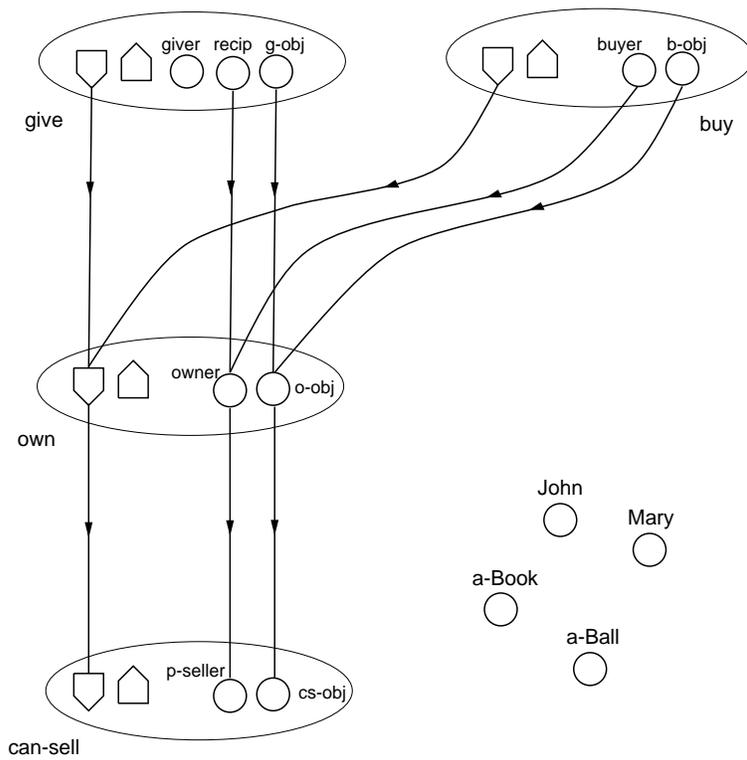 giver recip g-obj
give
buyer b-obj
buy
owner o-obj
own
John
Mary
a-Book
a-Ball
p-seller cs-obj
can-sell